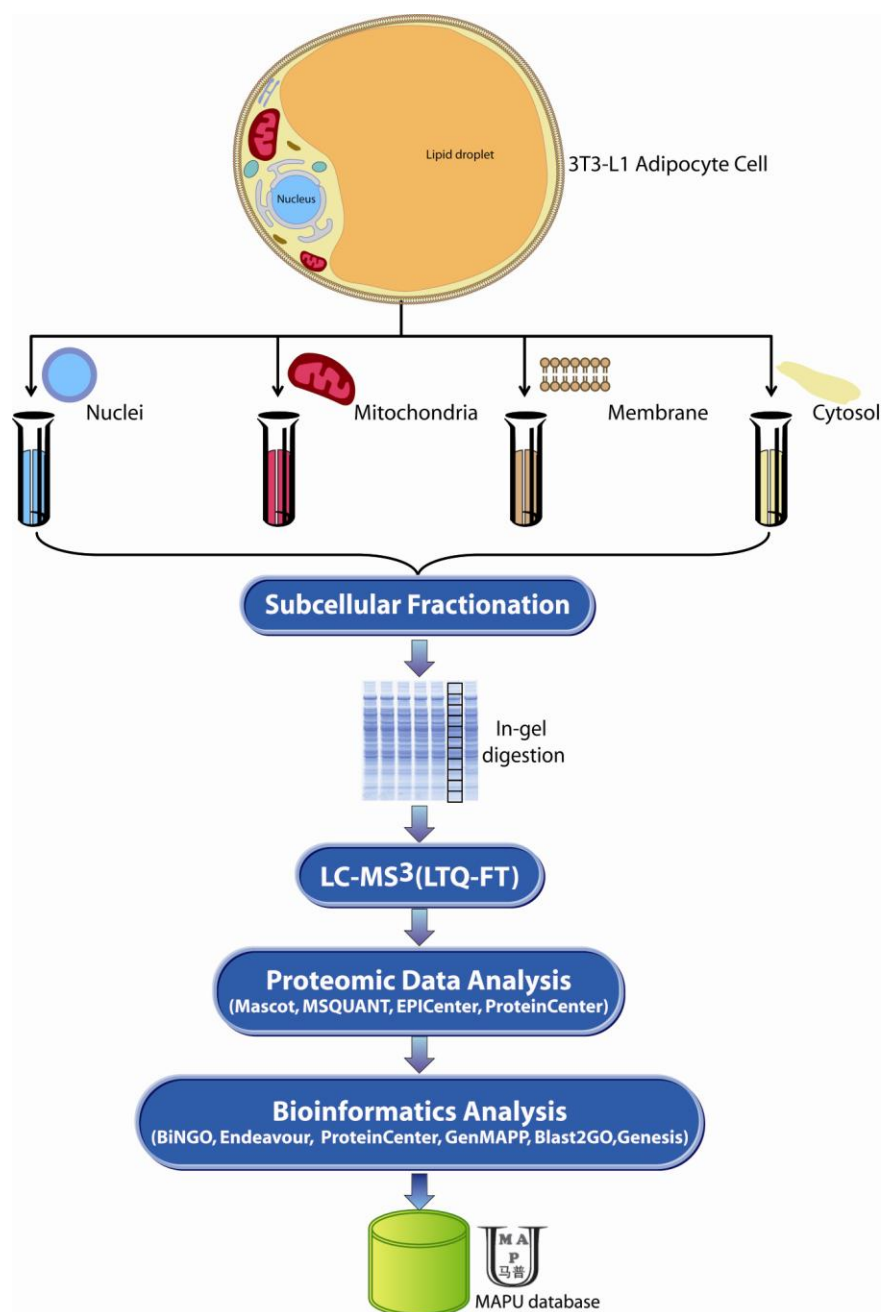 Lipid droplet
3T3-L1 Adipocyte Cell
Nucleus
Nuclei
Mitochondria
Membrane
Cytosol
Subcellular Fractionation
In-gel
digestion
LC-MS³(LTQ-FT)
Proteomic Data Analysis
(Mascot, MSQUANT, EPICenter, ProteinCenter)
Bioinformatics Analysis
(BiNGO, Endeavour, ProteinCenter, GenMAPP, Blast2GO,Genesis)
M A
P
马普
MAPU database